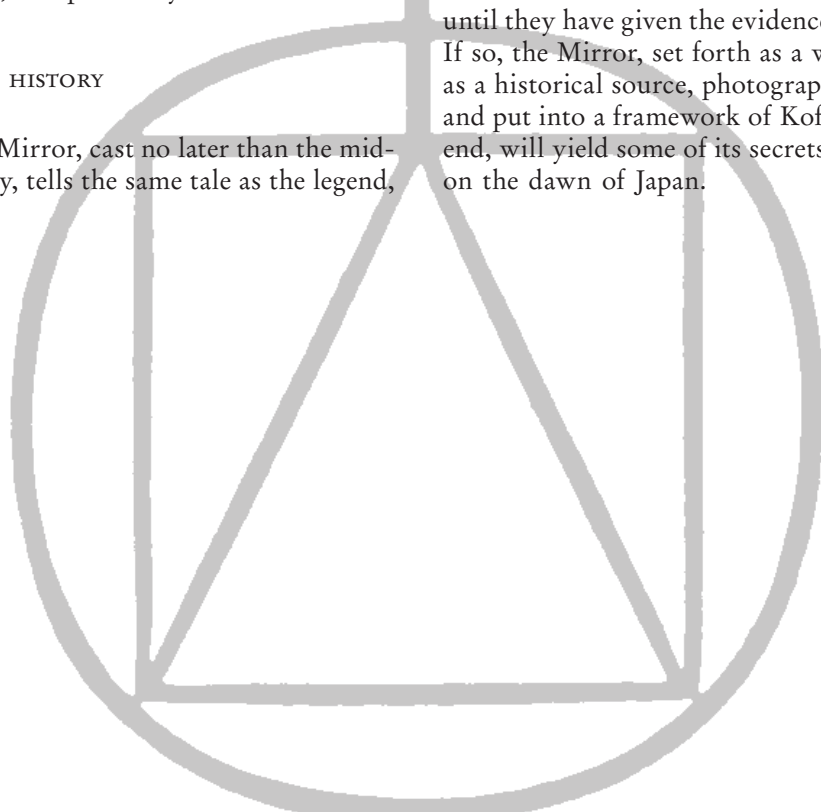 HISTORY
Mirror, cast no later than the mid-
y, tells the same tale as the legend,
until they have given the evidence
If so, the Mirror, set forth as a w
as a historical source, photograp
and put into a framework of Kof
end, will yield some of its secrets
on the dawn of Japan.